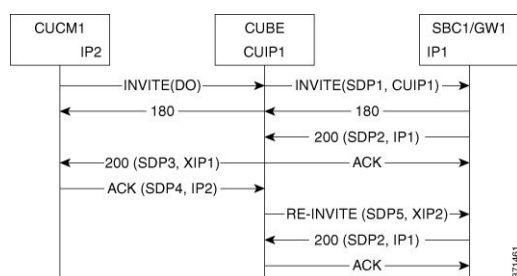 CUCM1
IP2
CUBE
CUIP1
SBC1/GW1
IP1
INVITE(DO)
INVITE(SDP1, CUIP1)
180
180
200 (SDP2, IP1)
200 (SDP3, XIP1)
ACK
ACK (SDP4, IP2)
RE-INVITE (SDP5, XIP2)
200 (SDP2, IP1)
ACK